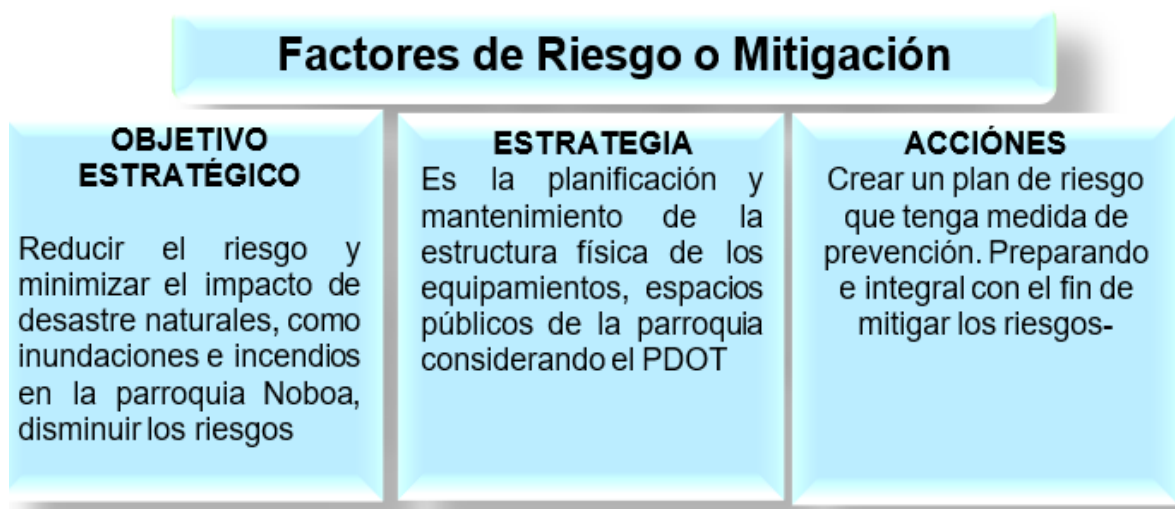 Factores de Riesgo o Mitigación
OBJETIVO
ESTRATÉGICO
Reducir el riesgo y
minimizar el impacto de
desastre naturales, como
inundaciones e incendios
en la parroquia Noboa,
disminuir los riesgos
ESTRATEGIA
Es la planificación y
mantenimiento de la
estructura física de los
equipamientos, espacios
públicos de la parroquia
considerando el PDOT
ACCIÓNES
Crear un plan de riesgo
que tenga medida de
prevención. Preparando
e integral con el fin de
mitigar los riesgos-